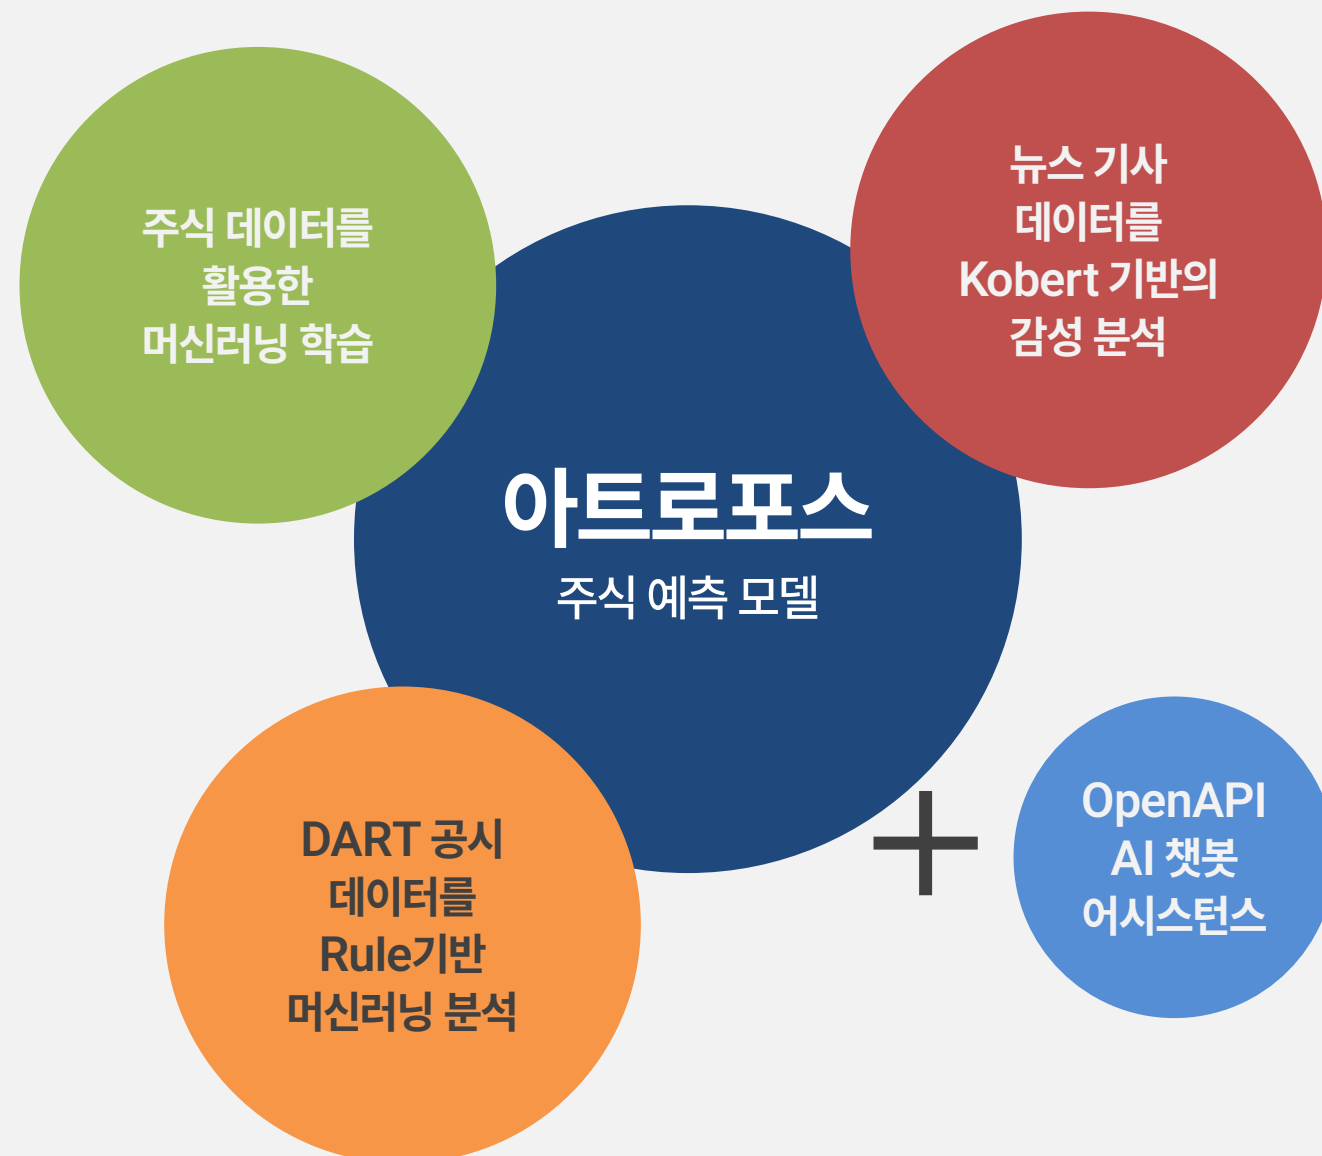 주식 데이터를
활용한
머신러닝 학습
뉴스 기사
데이터를
Kobert 기반의
감성 분석
아트로포스
주식 예측 모델
DART 공시
데이터를
Rule기반
머신러닝 분석
+
OpenAPI
AI 챗봇
어시스턴스